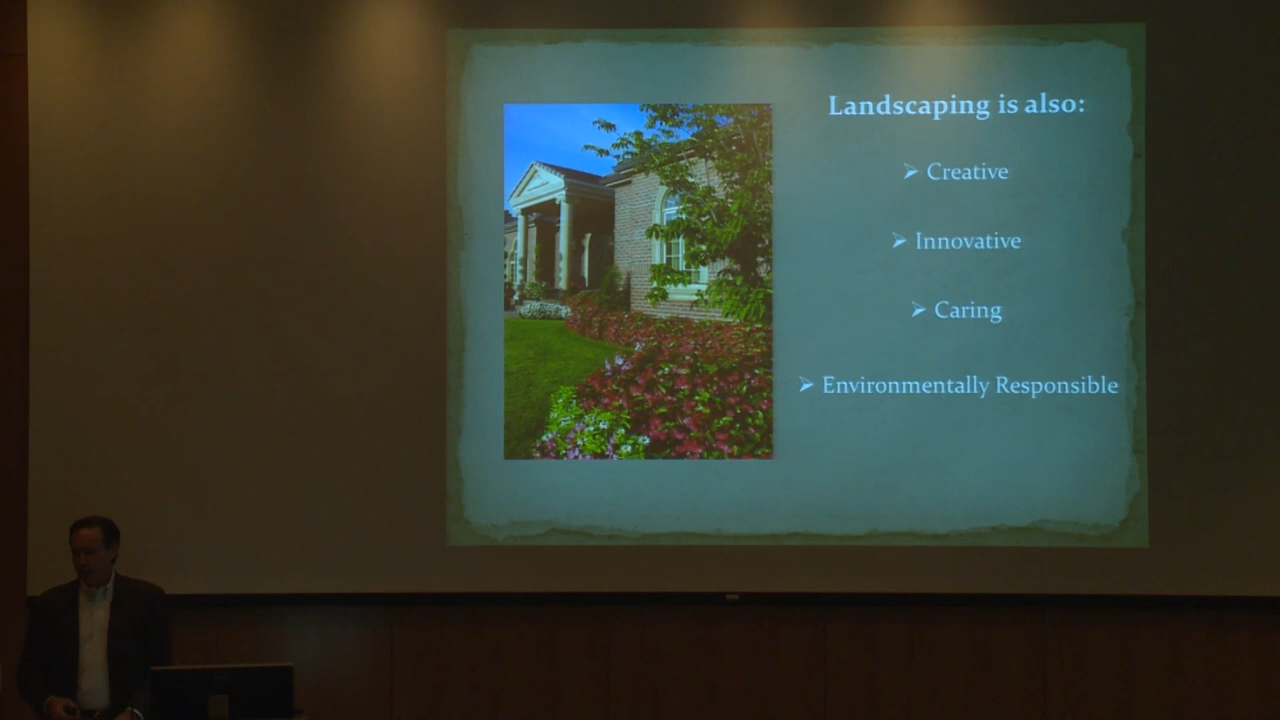 Landscaping is also:
➢ Creative
➢ Innovative
➢ Caring
➢ Environmentally Responsible